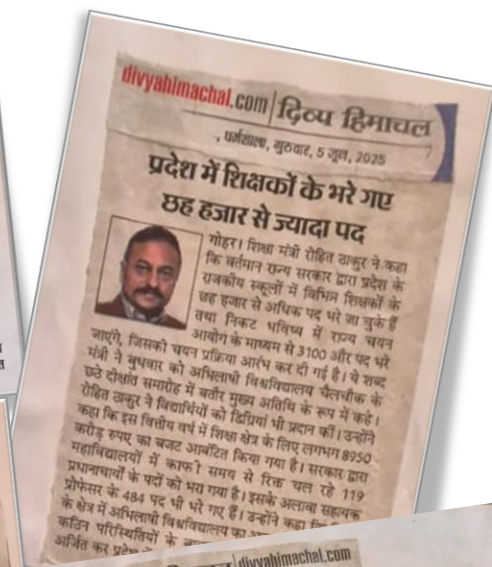 divyahimachal.com | दिव्य हिमाचल
, धर्मशाला, गुरुवार, 5 जून, 2025
प्रदेश में शिक्षकों के भरे गए
छह हजार से ज्यादा पद
गोहर। शिक्षा मंत्री रोहित ठाकुर ने कहा
कि वर्तमान राज्य सरकार द्वारा प्रदेश के
राजकीय स्कूलों में विभिन्न शिक्षकों के
छह हजार से अधिक पद भरे जा चुके हैं
तथा निकट भविष्य में राज्य चयन
आयोग के माध्यम से 3100 और पद भरे
जाएंगे, जिसकी चयन प्रक्रिया आरंभ कर दी गई है। ये शब्द
मंत्री ने बुधवार को अभिलाषी विश्वविद्यालय चैलचौक के
छठे दीक्षांत समारोह में बतौर मुख्य अतिथि के रूप में कहे।
रोहित ठाकुर ने विद्यार्थियों को डिग्रियां भी प्रदान कीं। उन्होंने
कहा कि इस वित्तीय वर्ष में शिक्षा क्षेत्र के लिए लगभग 8950
करोड़ रुपए का बजट आबंटित किया गया है। सरकार द्वारा
महाविद्यालयों में काफी समय से रिक्त चल रहे 119
प्रधानाचार्यों के पदों को भरा गया है। इसके अलावा सहायक
प्रोफेसर के 484 पद भी भरे गए हैं। उन्होंने कहा कि
के क्षेत्र में अभिलाषी विश्वविद्यालय का
कठिन परिस्थितियों के
अर्जित कर प्रदेश
divyahimachal.com